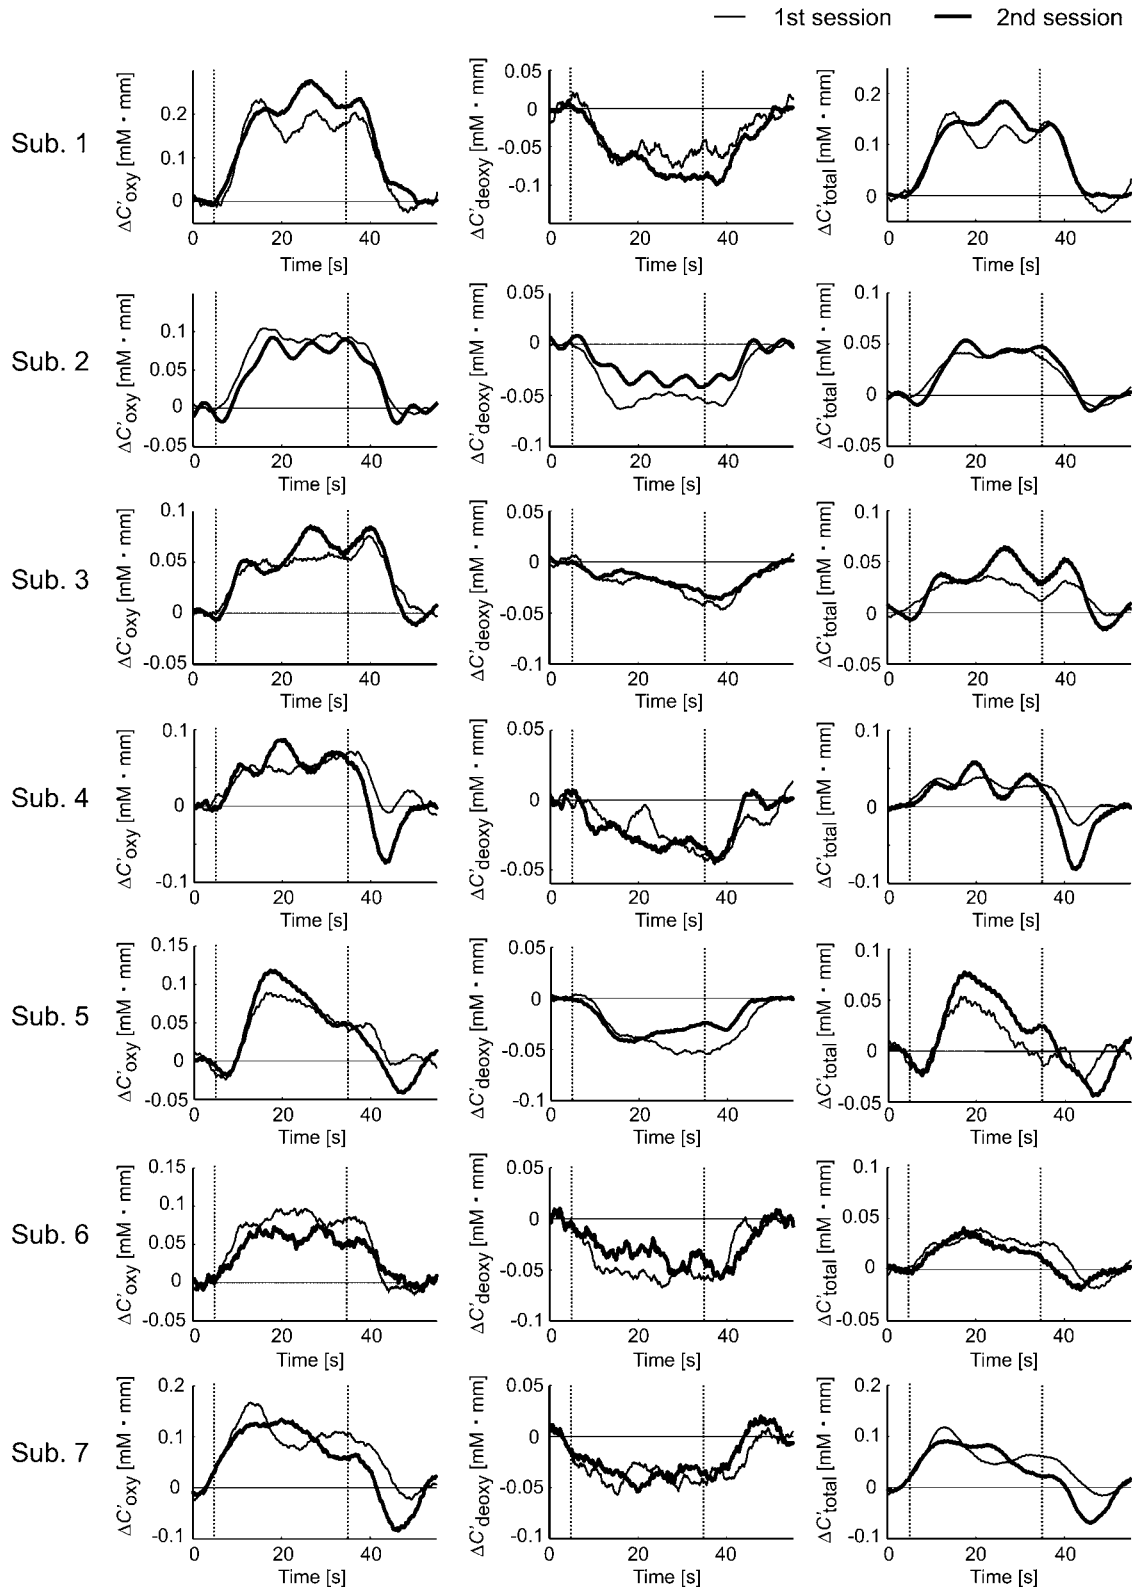 1st session 2nd session
Sub. 1
ΔC'oxy [mM・mm]
0.2
0.1
0
0 20 40
Time [s]
ΔC'deoxy [mM・mm]
0.05
0
-0.05
-0.1
0 20 40
Time [s]
ΔC'total [mM・mm]
0.2
0.1
0
0 20 40
Time [s]
Sub. 2
ΔC'oxy [mM・mm]
0.1
0.05
0
-0.05
0 20 40
Time [s]
ΔC'deoxy [mM・mm]
0.05
0
-0.05
-0.1
0 20 40
Time [s]
ΔC'total [mM・mm]
0.1
0.05
0
-0.05
0 20 40
Time [s]
Sub. 3
ΔC'oxy [mM・mm]
0.1
0.05
0
-0.05
0 20 40
Time [s]
ΔC'deoxy [mM・mm]
0.05
0
-0.05
-0.1
0 20 40
Time [s]
ΔC'total [mM・mm]
0.1
0.05
0
-0.05
0 20 40
Time [s]
Sub. 4
ΔC'oxy [mM・mm]
0.1
0
-0.1
0 20 40
Time [s]
ΔC'deoxy [mM・mm]
0.05
0
-0.05
0 20 40
Time [s]
ΔC'total [mM・mm]
0.1
0
-0.1
0 20 40
Time [s]
Sub. 5
ΔC'oxy [mM・mm]
0.15
0.1
0.05
0
-0.05
0 20 40
Time [s]
ΔC'deoxy [mM・mm]
0.05
0
-0.05
-0.1
0 20 40
Time [s]
ΔC'total [mM・mm]
0.1
0.05
0
-0.05
0 20 40
Time [s]
Sub. 6
ΔC'oxy [mM・mm]
0.15
0.1
0.05
0
-0.05
0 20 40
Time [s]
ΔC'deoxy [mM・mm]
0.05
0
-0.05
-0.1
0 20 40
Time [s]
ΔC'total [mM・mm]
0.1
0.05
0
-0.05
0 20 40
Time [s]
Sub. 7
ΔC'oxy [mM・mm]
0.2
0.1
0
-0.1
0 20 40
Time [s]
ΔC'deoxy [mM・mm]
0.05
0
-0.05
-0.1
0 20 40
Time [s]
ΔC'total [mM・mm]
0.2
0.1
0
-0.1
0 20 40
Time [s]